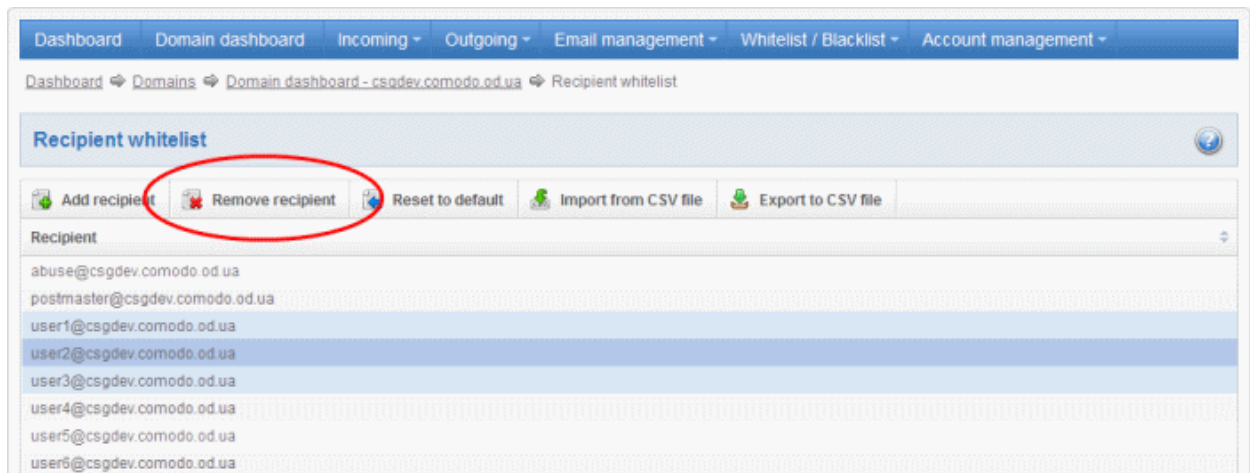 Dashboard Domain dashboard Incoming Outgoing Email management Whitelist / Blacklist Account management
Dashboard Domains Domain dashboard - csgdev.comodo.od.ua Recipient whitelist
Recipient whitelist
Add recipient Remove recipient Reset to default Import from CSV file Export to CSV file
Recipient
abuse@csgdev.comodo.od.ua
postmaster@csgdev.comodo.od.ua
user1@csgdev.comodo.od.ua
user2@csgdev.comodo.od.ua
user3@csgdev.comodo.od.ua
user4@csgdev.comodo.od.ua
user5@csgdev.comodo.od.ua
user6@csgdev.comodo.od.ua